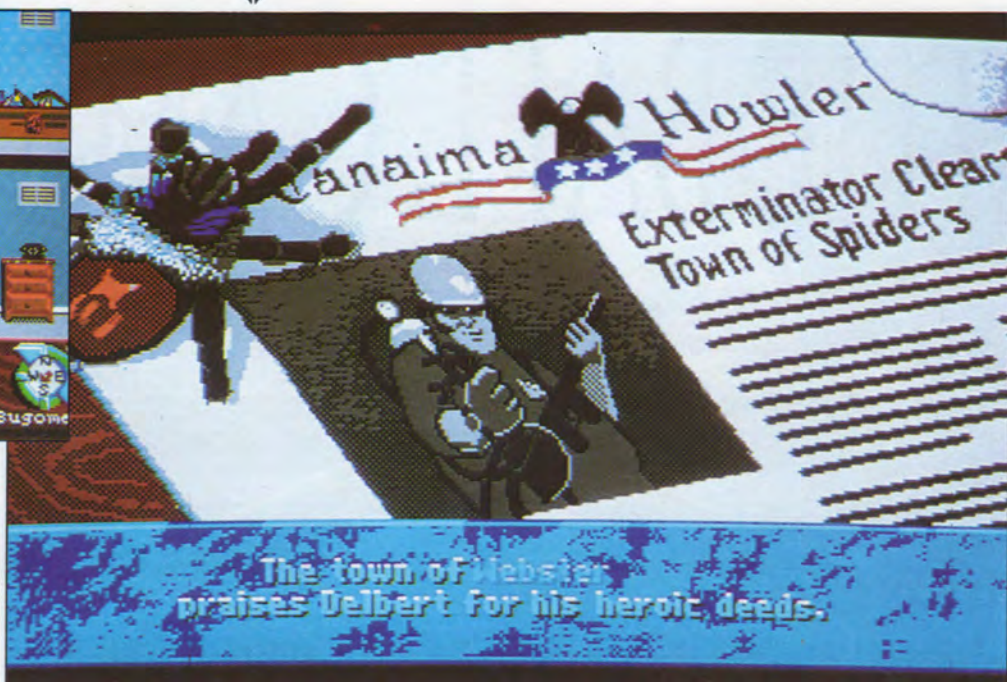 Canaima Howler
Exterminator Clear
Town of Spiders
N
W E
S
Bugome
The town of Webster
praises Delbert for his heroic deeds.